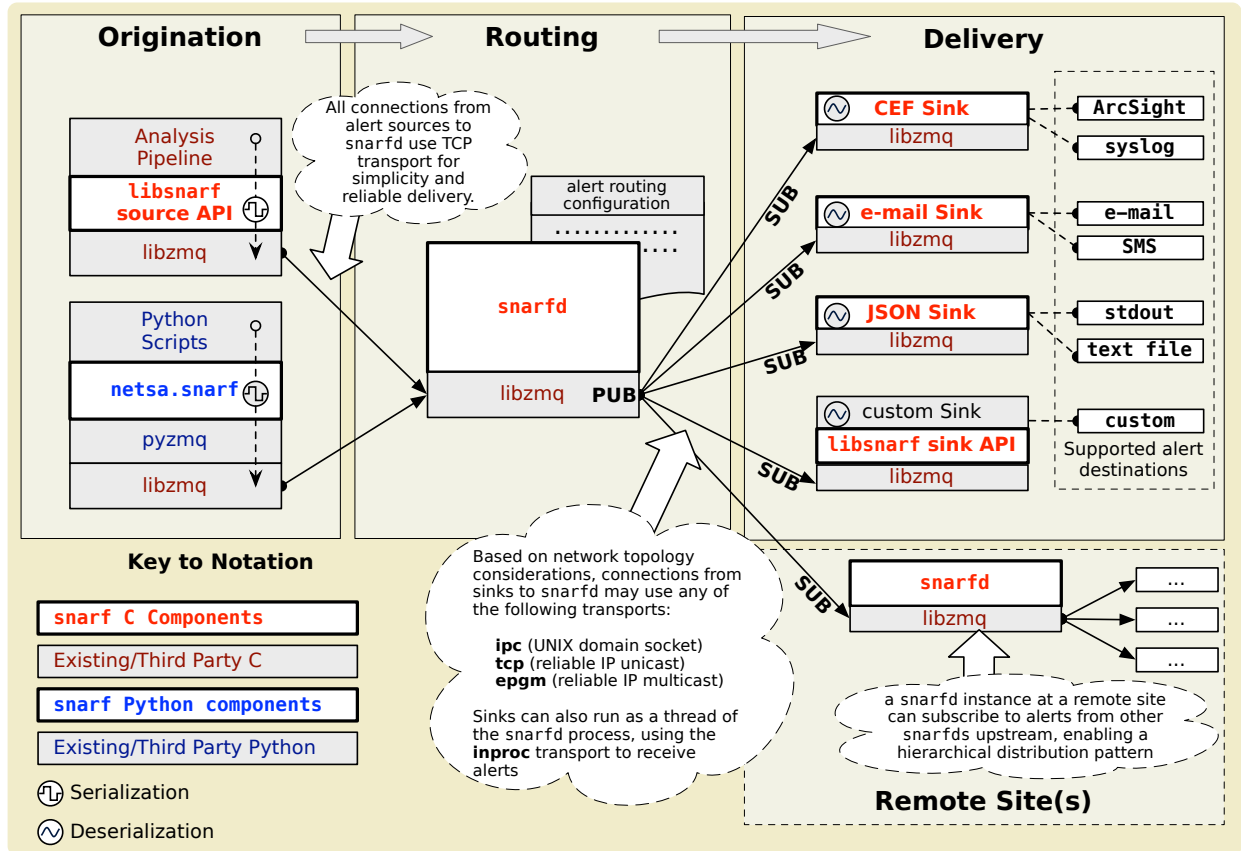 Origination
Routing
Delivery
All connections from
alert sources to
snarfd use TCP
transport for
simplicity and
reliable delivery.
Analysis
Pipeline
libsnarf
source API
libzmq
Python
Scripts
netsa.snarf
pyzmq
libzmq
alert routing
configuration
.............
snarfd
libzmq
PUB
SUB
SUB
SUB
SUB
SUB
CEF Sink
libzmq
e-mail Sink
libzmq
JSON Sink
libzmq
custom Sink
libsnarf sink API
libzmq
ArcSight
syslog
e-mail
SMS
stdout
text file
custom
Supported alert
destinations
Based on network topology
considerations, connections from
sinks to snarfd may use any of
the following transports:
ipc (UNIX domain socket)
tcp (reliable IP unicast)
epgm (reliable IP multicast)
Sinks can also run as a thread of
the snarfd process, using the
inproc transport to receive
alerts
snarfd
libzmq
...
...
...
a snarfd instance at a remote site
can subscribe to alerts from other
snarfds upstream, enabling a
hierarchical distribution pattern
Remote Site(s)
Key to Notation
snarf C Components
Existing/Third Party C
snarf Python components
Existing/Third Party Python
Serialization
Deserialization